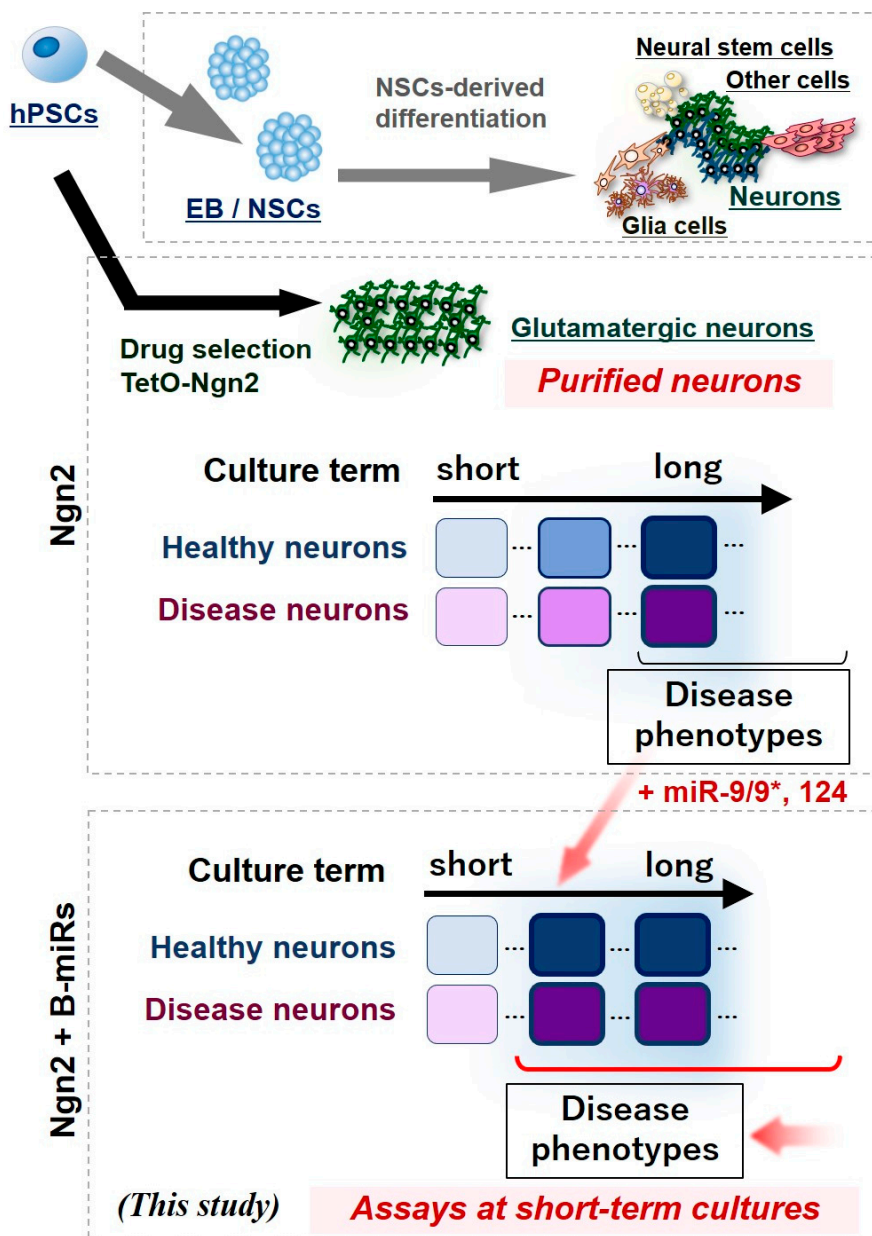 hPSCs
EB / NSCs
NSCs-derived
differentiation
Neural stem cells
Other cells
Neurons
Glia cells
Drug selection
TetO-Ngn2
Glutamatergic neurons
Purified neurons
Ngn2
Culture term
short
long
Healthy neurons
... ... ...
Disease neurons
... ... ...
Disease
phenotypes
+ miR-9/9*, 124
Ngn2 + B-miRs
Culture term
short
long
Healthy neurons
... ... ...
Disease neurons
... ... ...
Disease
phenotypes
(This study)
Assays at short-term cultures